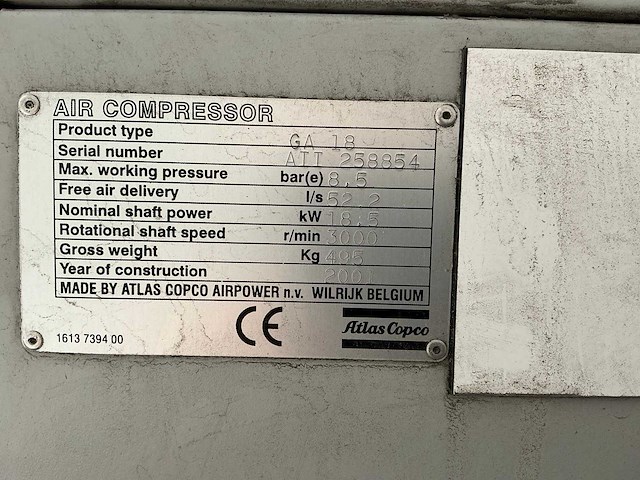 AIR COMPRESSOR
Product type GA 18
Serial number AII 258854
Max. working pressure bar(e) 8,5
Free air delivery l/s 52.2
Nominal shaft power kW 18,5
Rotational shaft speed r/min 3000
Gross weight Kg 495
Year of construction 2001
MADE BY ATLAS COPCO AIRPOWER n.v. WILRIJK BELGIUM
1613 7394 00 CE Atlas Copco